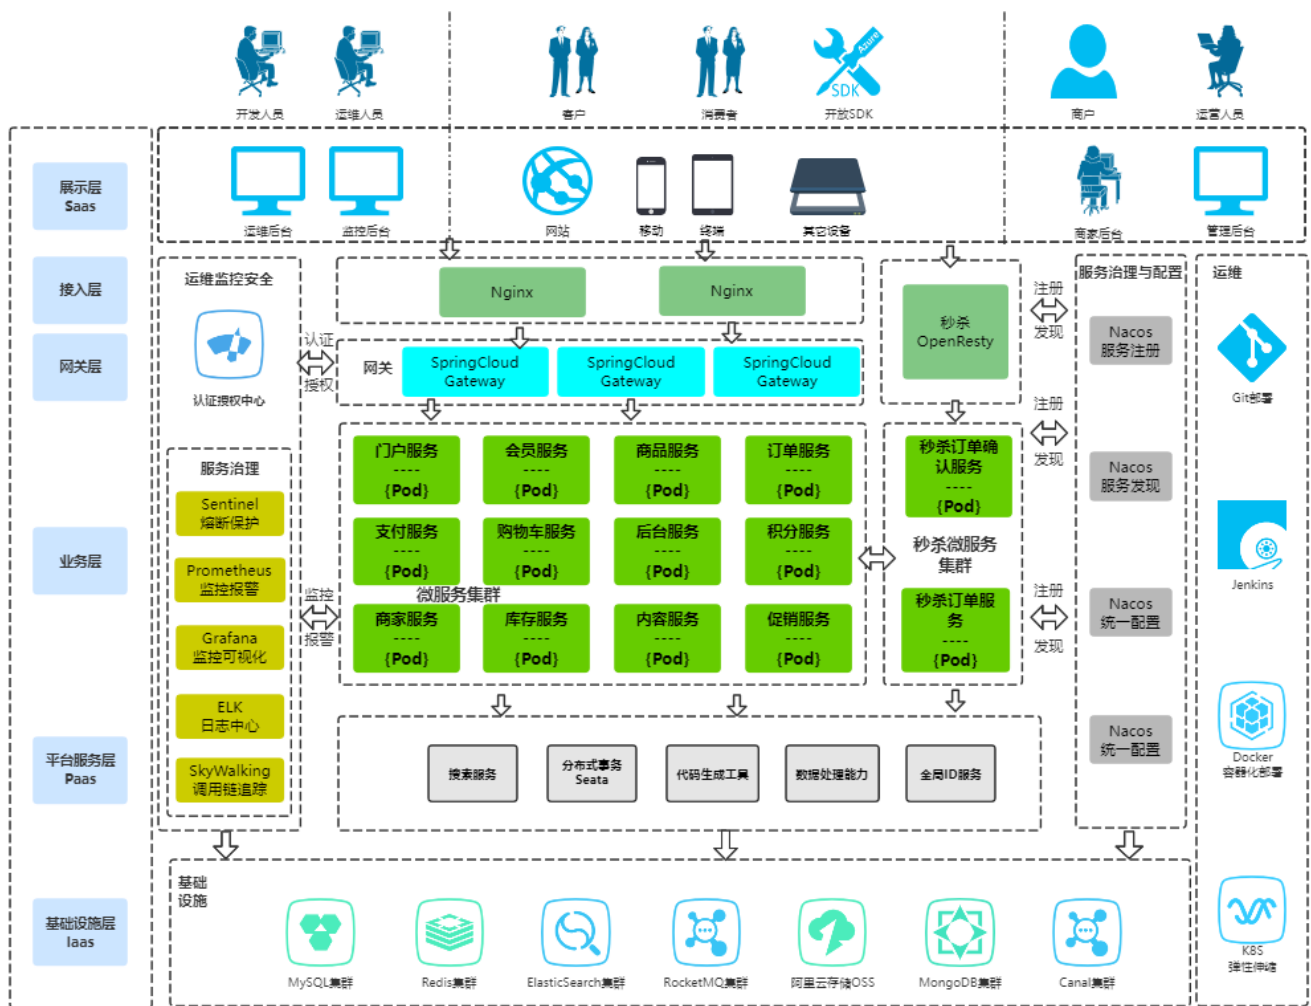 Azure
SDK
开发人员
运维人员
客户
消费者
开放SDK
商户
运营人员
展示层
Saas
运维后台
监控后台
网站
移动
终端
其它设备
商家后台
管理后台
接入层
网关层
业务层
平台服务层
Paas
基础设施层
Iaas
运维监控安全
认证授权中心
服务治理
Sentinel
熔断保护
Prometheus
监控报警
Grafana
监控可视化
ELK
日志中心
SkyWalking
调用链追踪
认证
授权
监控
报警
Nginx
Nginx
网关
SpringCloud
Gateway
SpringCloud
Gateway
SpringCloud
Gateway
门户服务
----
{Pod}
会员服务
----
{Pod}
商品服务
----
{Pod}
订单服务
----
{Pod}
支付服务
----
{Pod}
购物车服务
----
{Pod}
后台服务
----
{Pod}
积分服务
----
{Pod}
微服务集群
商家服务
----
{Pod}
库存服务
----
{Pod}
内容服务
----
{Pod}
促销服务
----
{Pod}
秒杀
OpenResty
秒杀订单确
认服务
----
{Pod}
秒杀微服务
集群
秒杀订单服
务
----
{Pod}
注册
发现
注册
发现
注册
发现
服务治理与配置
Nacos
服务注册
Nacos
服务发现
Nacos
统一配置
Nacos
统一配置
运维
Git部署
Jenkins
Docker
容器化部署
K8S
弹性伸缩
搜索服务
分布式事务
Seata
代码生成工具
数据处理能力
全局ID服务
基础
设施
MySQL集群
Redis集群
ElasticSearch集群
RocketMQ集群
阿里云存储OSS
MongoDB集群
Canal集群